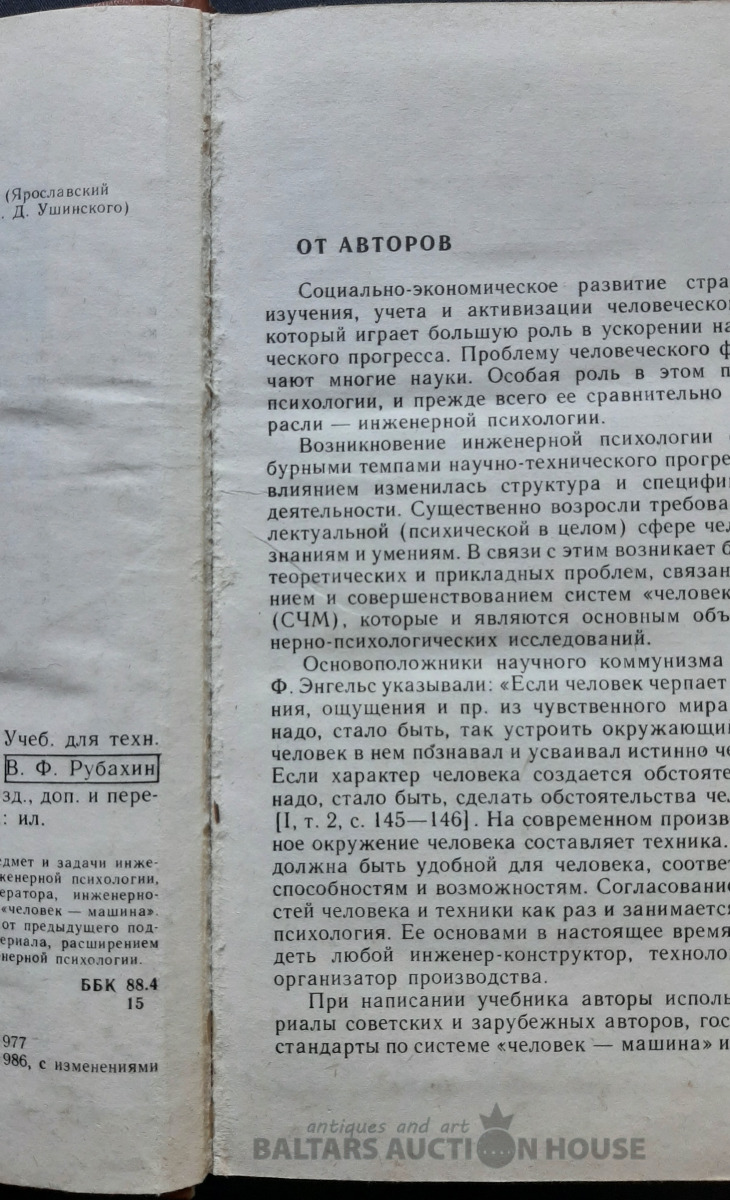 (Ярославский
. Д. Ушинского)
Учеб. для техн.
В. Ф. Рубахин
зд., доп. и пере-
: ил.
едмет и задачи инже-
женерной психологии,
ератора, инженерно-
«человек — машина».
от предыдущего под-
ериала, расширением
нерной психологии.
ББК 88.4
15
977
986, с изменениями
ОТ АВТОРОВ
Социально-экономическое развитие стра
изучения, учета и активизации человеческо
который играет большую роль в ускорении на
ческого прогресса. Проблему человеческого ф
чают многие науки. Особая роль в этом п
психологии, и прежде всего ее сравнительно
расли — инженерной психологии.
Возникновение инженерной психологии
бурными темпами научно-технического прогре
влиянием изменилась структура и специфи
деятельности. Существенно возросли требова
лектуальной (психической в целом) сфере чел
знаниям и умениям. В связи с этим возникает б
теоретических и прикладных проблем, связан
нием и совершенствованием систем «человек
(СЧМ), которые и являются основным объ
нерно-психологических исследований.
Основоположники научного коммунизма
Ф. Энгельс указывали: «Если человек черпает
ния, ощущения и пр. из чувственного мира
надо, стало быть, так устроить окружающи
человек в нем познавал и усваивал истинно че
Если характер человека создается обстояте
надо, стало быть, сделать обстоятельства че
[I, т. 2, с. 145—146]. На современном произв
ное окружение человека составляет техника.
должна быть удобной для человека, соответ
способностям и возможностям. Согласование
стей человека и техники как раз и занимается
психология. Ее основами в настоящее время
деть любой инженер-конструктор, техноло
организатор производства.
При написании учебника авторы исполь
риалы советских и зарубежных авторов, гос
стандарты по системе «человек — машина» и
antiques and art
BALTARS AUCTION HOUSE